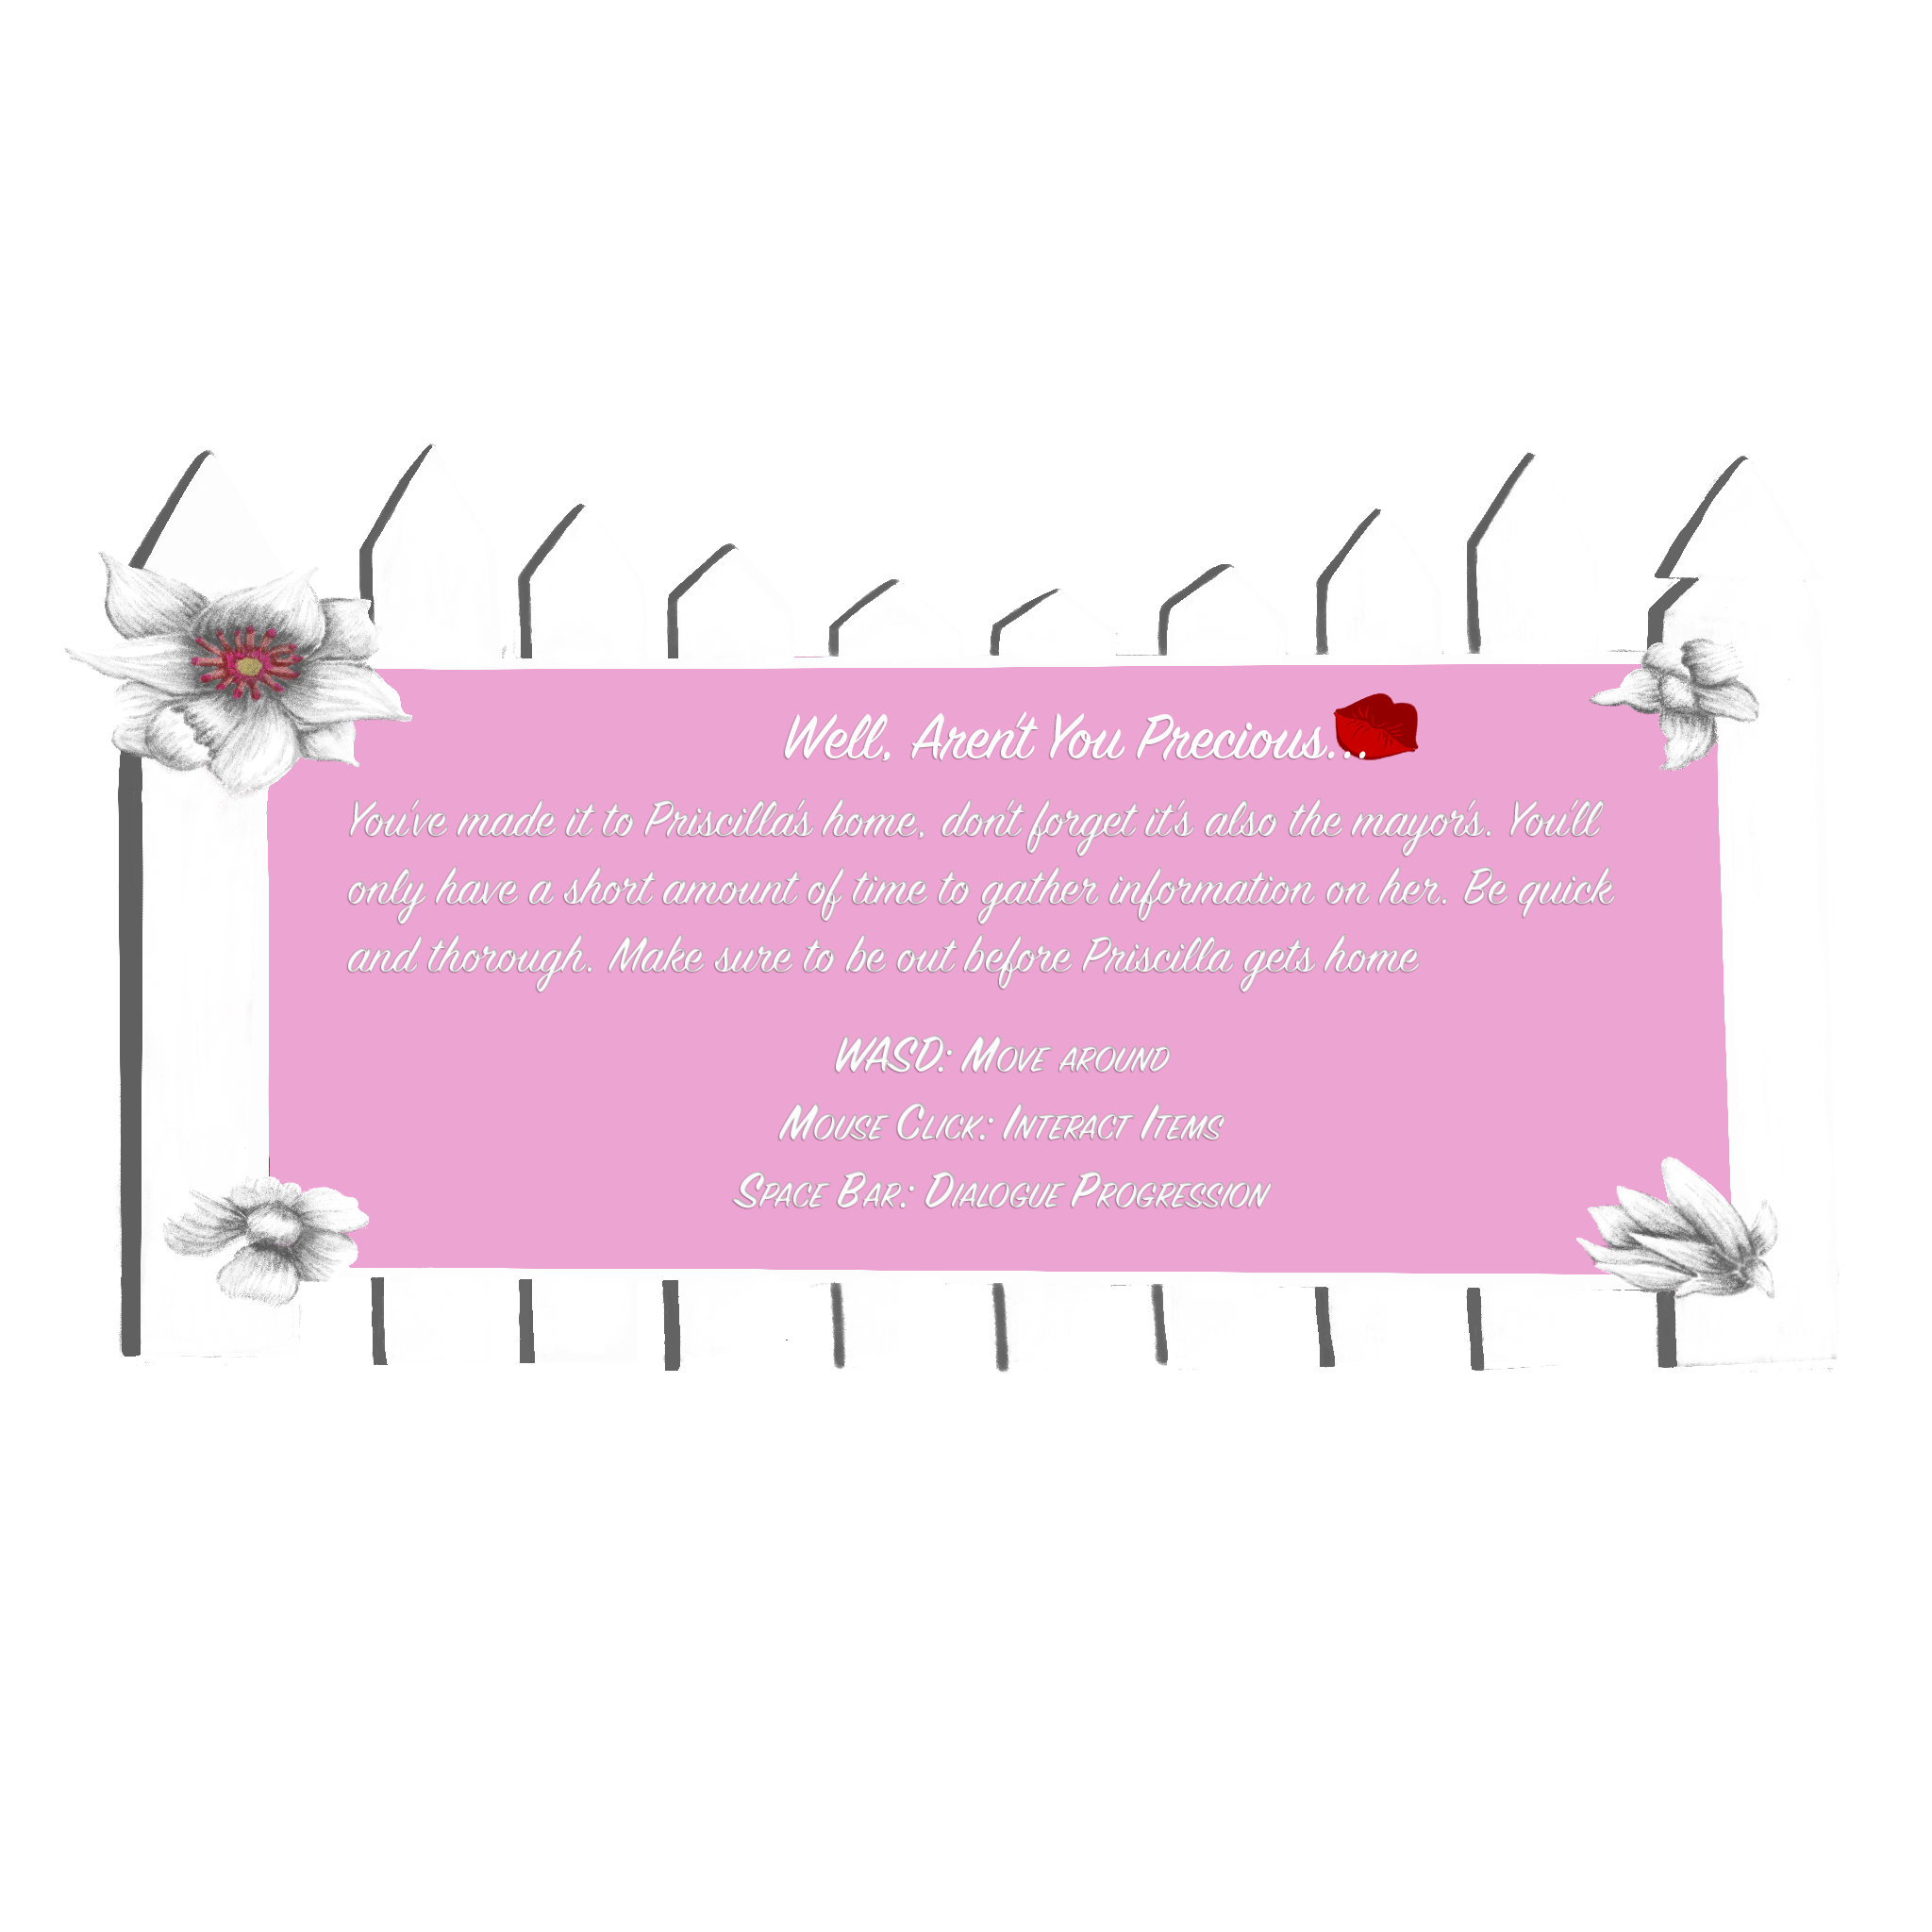 Well, Aren't You Precious...
You've made it to Priscilla's home, don't forget it's also the mayor's. You'll
only have a short amount of time to gather information on her. Be quick
and thorough. Make sure to be out before Priscilla gets home
WASD: Move around
Mouse Click: Interact Items
Space Bar: Dialogue Progression